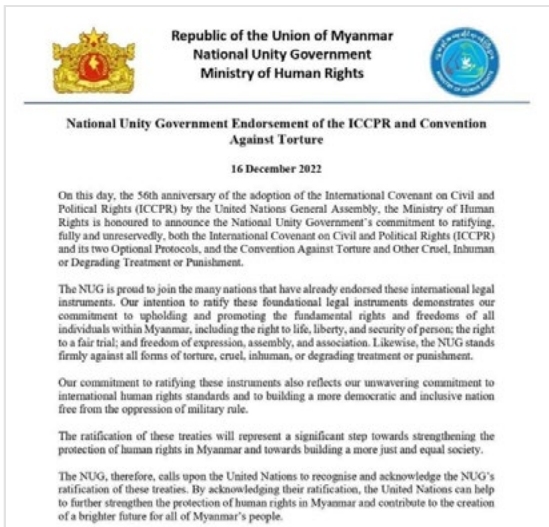 Republic of the Union of Myanmar
National Unity Government
Ministry of Human Rights
National Unity Government Endorsement of the ICCPR and Convention
Against Torture
16 December 2022
On this day, the 56th anniversary of the adoption of the International Covenant on Civil and
Political Rights (ICCPR) by the United Nations General Assembly, the Ministry of Human
Rights is honoured to announce the National Unity Government's commitment to ratifying,
fully and unreservedly, both the International Covenant on Civil and Political Rights (ICCPR)
and its two Optional Protocols, and the Convention Against Torture and Other Cruel, Inhuman
or Degrading Treatment or Punishment.
The NUG is proud to join the many nations that have already endorsed these international legal
instruments. Our intention to ratify these foundational legal instruments demonstrates our
commitment to upholding and promoting the fundamental rights and freedoms of all
individuals within Myanmar, including the right to life, liberty, and security of person; the right
to a fair trial; and freedom of expression, assembly, and association. Likewise, the NUG stands
firmly against all forms of torture, cruel, inhuman, or degrading treatment or punishment.
Our commitment to ratifying these instruments also reflects our unwavering commitment to
international human rights standards and to building a more democratic and inclusive nation
free from the oppression of military rule.
The ratification of these treaties will represent a significant step towards strengthening the
protection of human rights in Myanmar and towards building a more just and equal society.
The NUG, therefore, calls upon the United Nations to recognise and acknowledge the NUG's
ratification of these treaties. By acknowledging their ratification, the United Nations can help
to further strengthen the protection of human rights in Myanmar and contribute to the creation
of a brighter future for all of Myanmar's people.